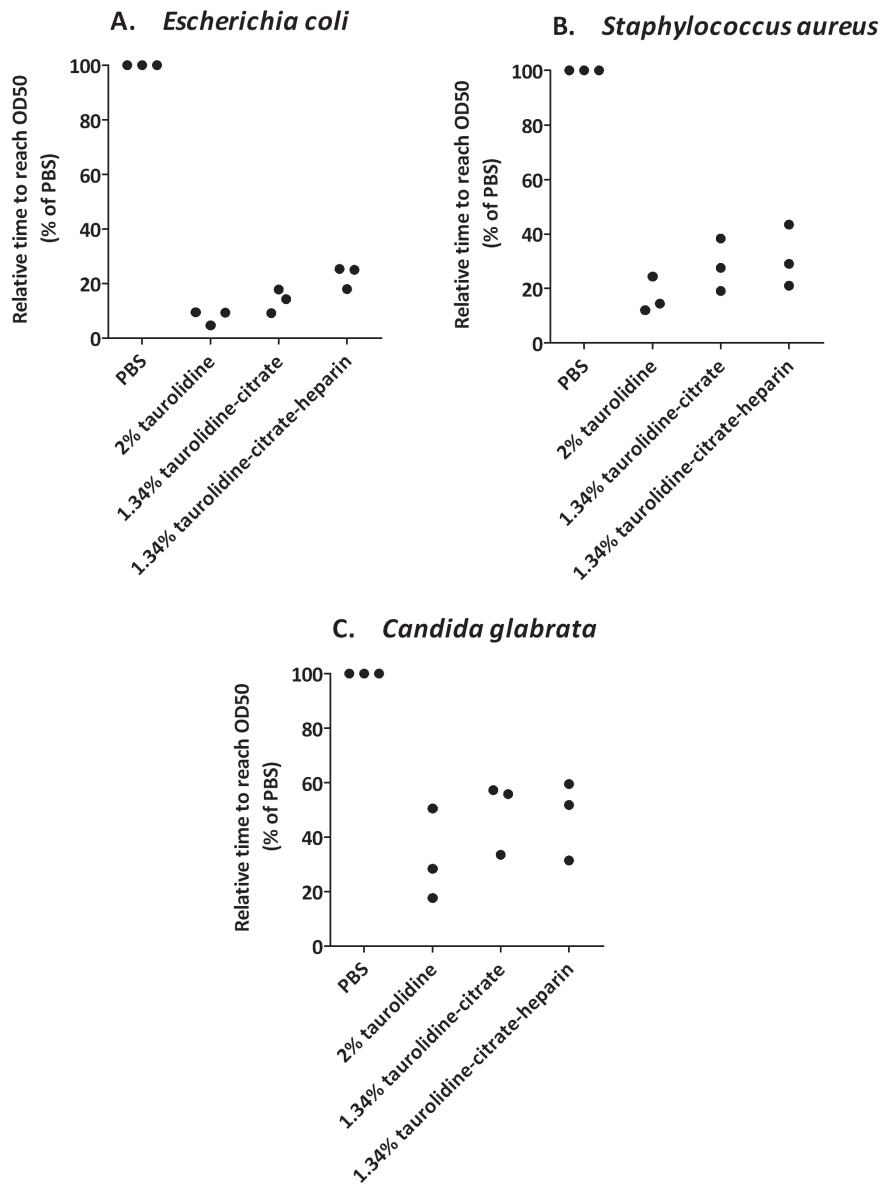 A. Escherichia coli
Relative time to reach OD50
(% of PBS)
100
80
60
40
20
0
PBS
2% taurolidine
1.34% taurolidine-citrate
1.34% taurolidine-citrate-heparin
B. Staphylococcus aureus
Relative time to reach OD50
(% of PBS)
100
80
60
40
20
0
PBS
2% taurolidine
1.34% taurolidine-citrate
1.34% taurolidine-citrate-heparin
C. Candida glabrata
Relative time to reach OD50
(% of PBS)
100
80
60
40
20
0
PBS
2% taurolidine
1.34% taurolidine-citrate
1.34% taurolidine-citrate-heparin